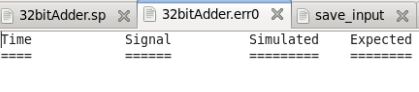 32bitAdder.sp 32bitAdder.err0 save_input
Time Signal Simulated Expected
==== ====== ========= ========